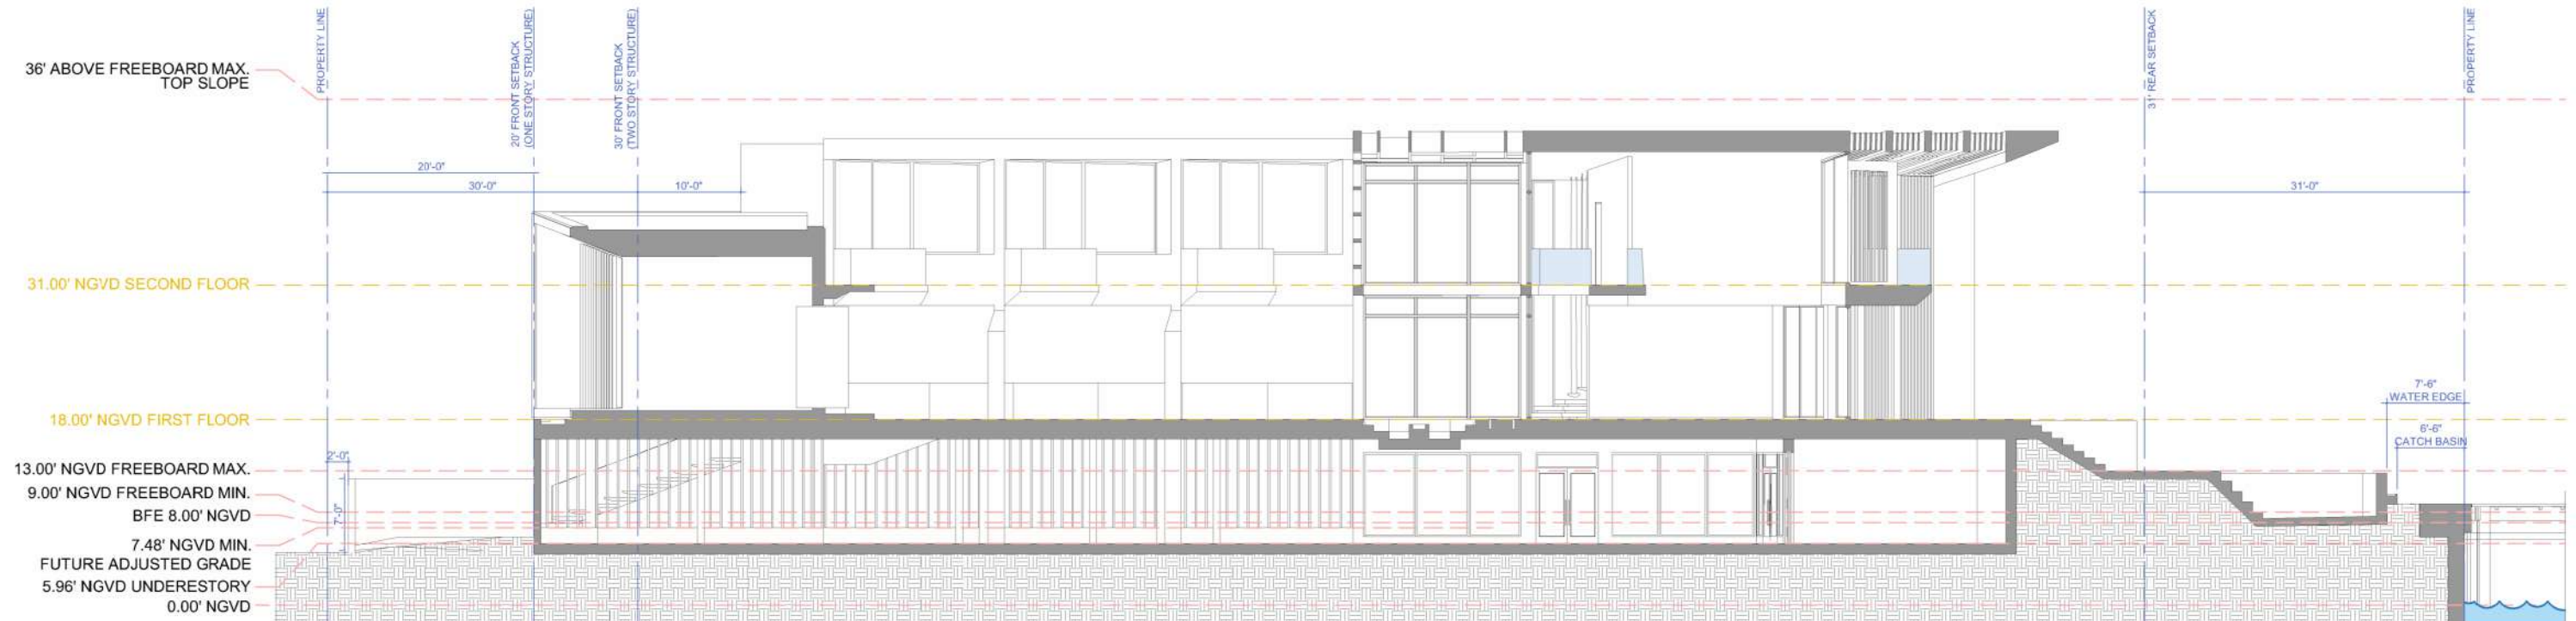 PROPERTY LINE
20' FRONT SETBACK
(ONE STORY STRUCTURE)
30' FRONT SETBACK
(TWO STORY STRUCTURE)
31' REAR SETBACK
PROPERTY LINE
36' ABOVE FREEBOARD MAX.
TOP SLOPE
20'-0"
30'-0"
10'-0"
31'-0"
31.00' NGVD SECOND FLOOR
7'-6"
WATER EDGE
18.00' NGVD FIRST FLOOR
6'-6"
CATCH BASIN
2'-0"
13.00' NGVD FREEBOARD MAX.
9.00' NGVD FREEBOARD MIN.
7'-0"
BFE 8.00' NGVD
7.48' NGVD MIN.
FUTURE ADJUSTED GRADE
5.96' NGVD UNDERESTORY
0.00' NGVD